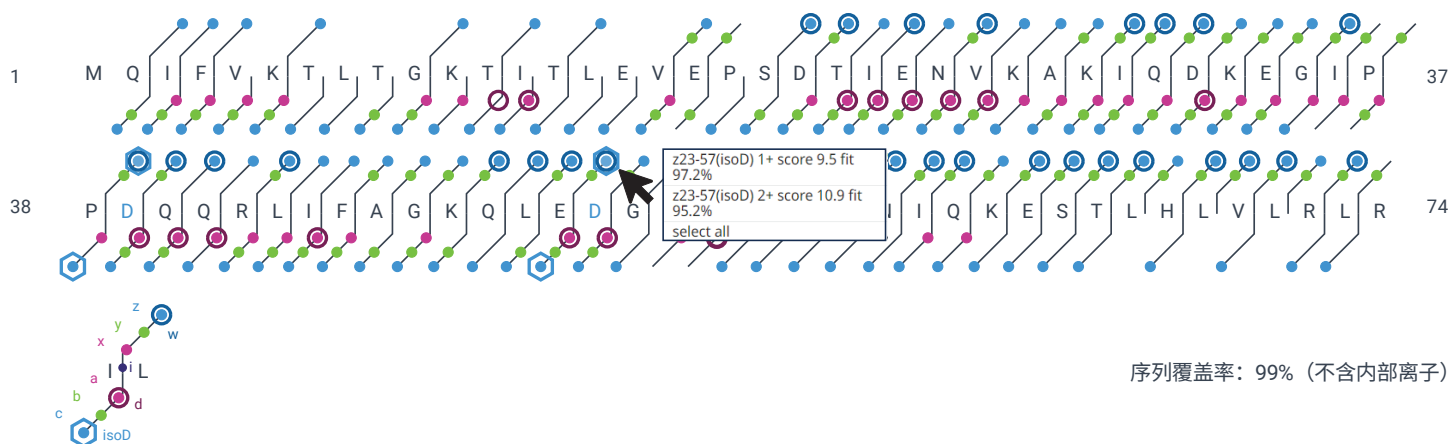 1 M Q I F V K T L T G K T I T L E V E P S D T I E N V K A K I Q D K E G I P 37
z23-57(isoD) 1+ score 9.5 fit
97.2%
z23-57(isoD) 2+ score 10.9 fit
95.2%
select all
38 P D Q Q R L I F A G K Q L E D G I Q K E S T L H L V L R L R 74
z
y
w
x
I i L
a
b
d
c
isoD
序列覆盖率：99%（不含内部离子）